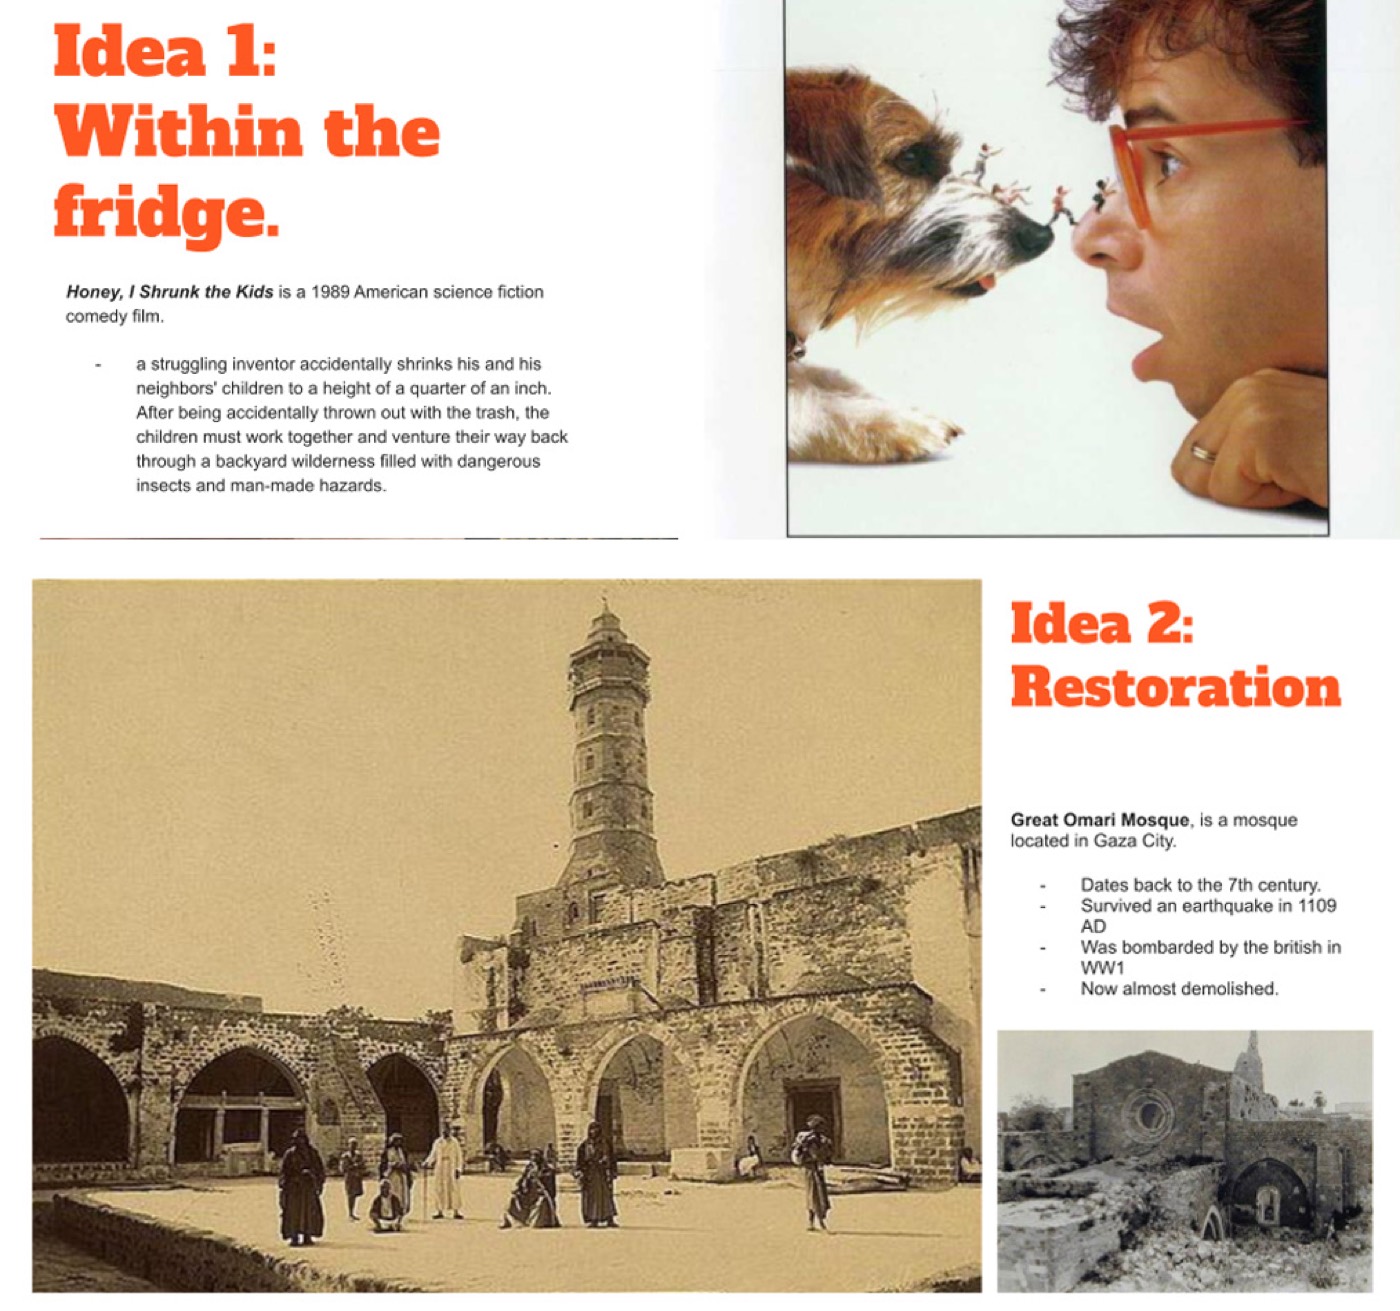 Idea 1:
Within the
fridge.
Honey, I Shrunk the Kids is a 1989 American science fiction
comedy film.
- a struggling inventor accidentally shrinks his and his
neighbors' children to a height of a quarter of an inch.
After being accidentally thrown out with the trash, the
children must work together and venture their way back
through a backyard wilderness filled with dangerous
insects and man-made hazards.
Idea 2:
Restoration
Great Omari Mosque, is a mosque
located in Gaza City.
- Dates back to the 7th century.
- Survived an earthquake in 1109
AD
- Was bombarded by the british in
WW1
- Now almost demolished.